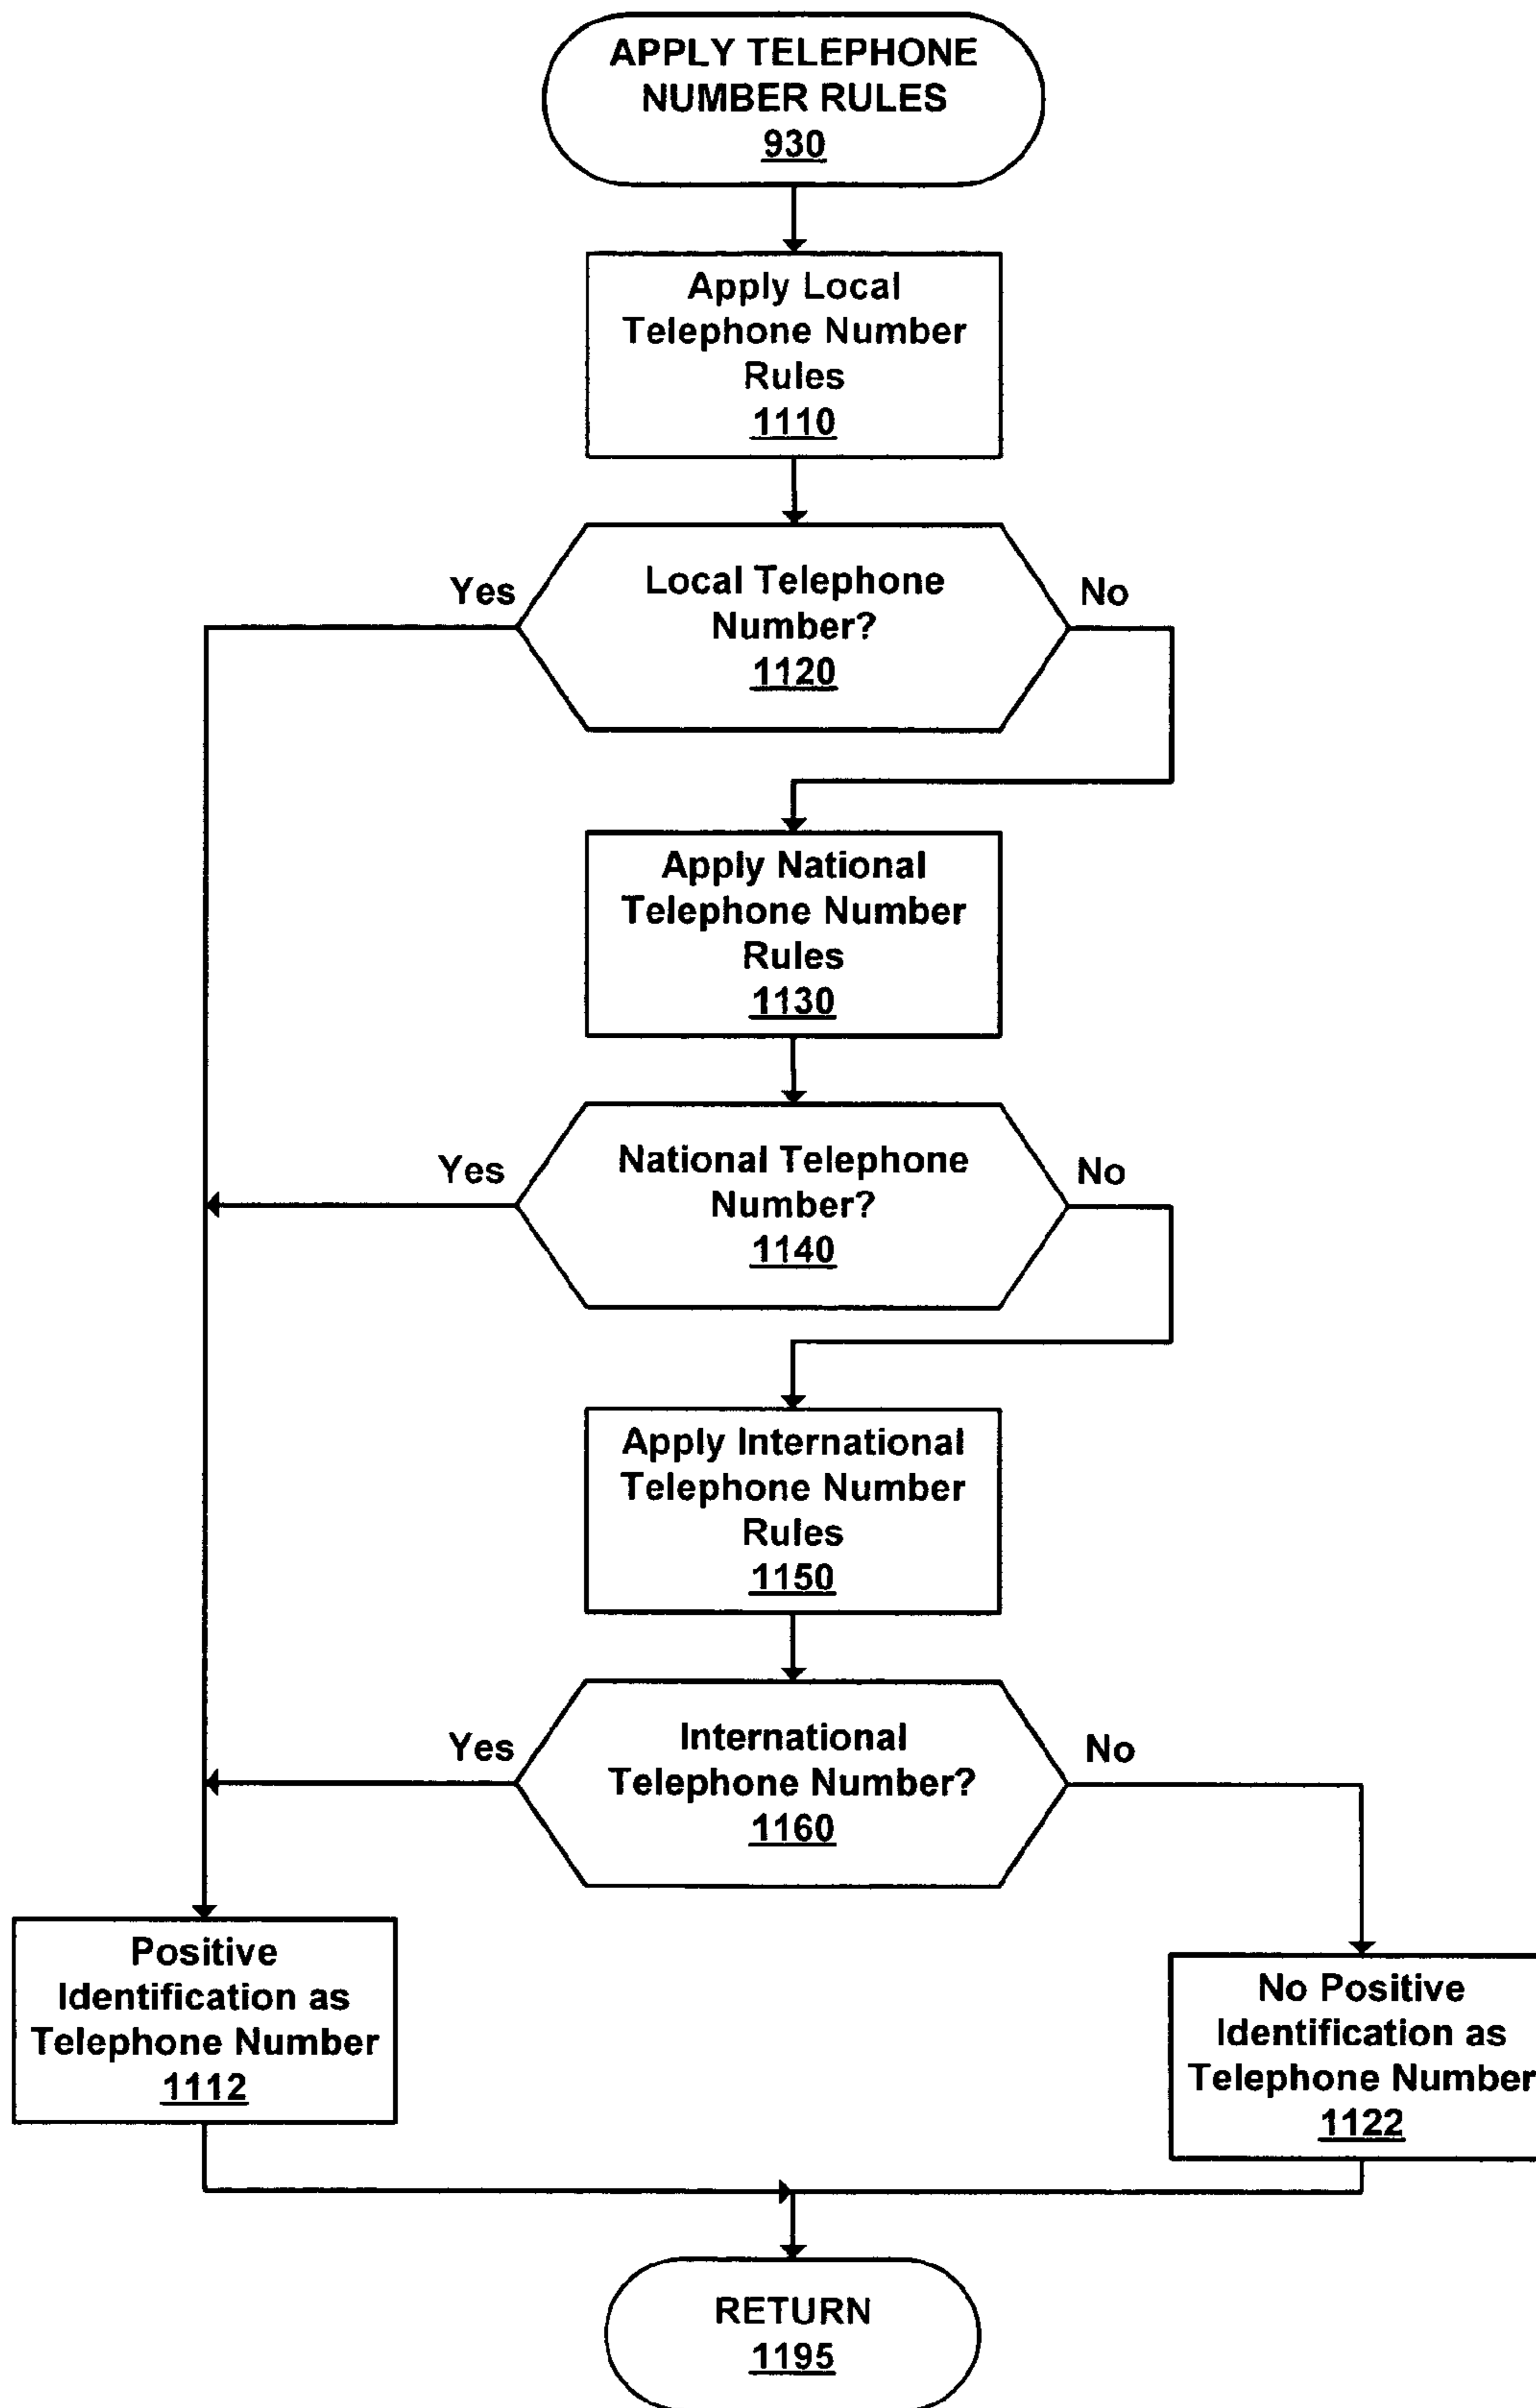 APPLY TELEPHONE
NUMBER RULES
930
Apply Local
Telephone Number
Rules
1110
Yes
Local Telephone
Number?
1120
No
Apply National
Telephone Number
Rules
1130
Yes
National Telephone
Number?
1140
No
Apply International
Telephone Number
Rules
1150
Yes
International
Telephone Number?
1160
No
Positive
Identification as
Telephone Number
1112
No Positive
Identification as
Telephone Number
1122
RETURN
1195